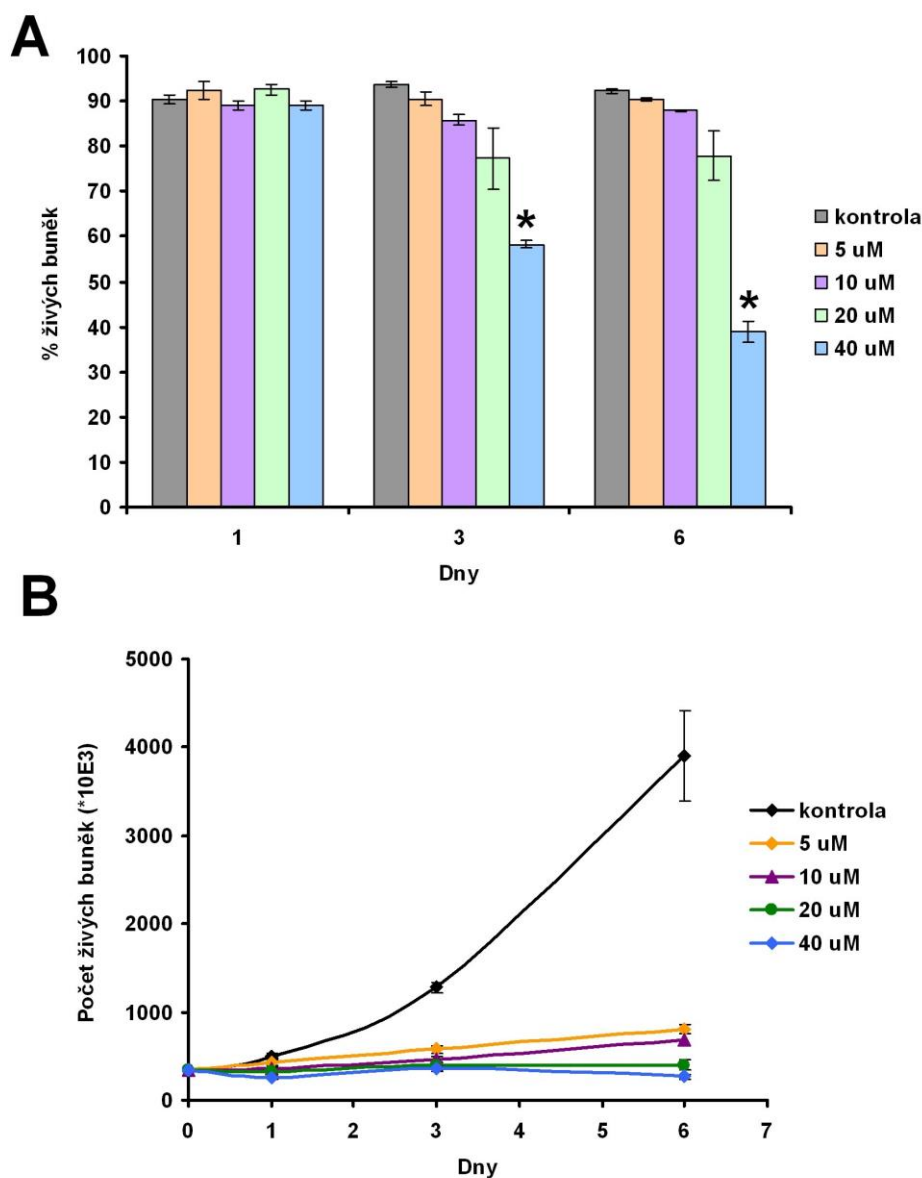 A
100
90
80
70
60
50
40
30
20
10
0
% živých buněk
*
*
1 3 6
Dny
kontrola
5 uM
10 uM
20 uM
40 uM
B
5000
4000
3000
2000
1000
0
Počet živých buněk (*10E3)
0 1 2 3 4 5 6 7
Dny
kontrola
5 uM
10 uM
20 uM
40 uM